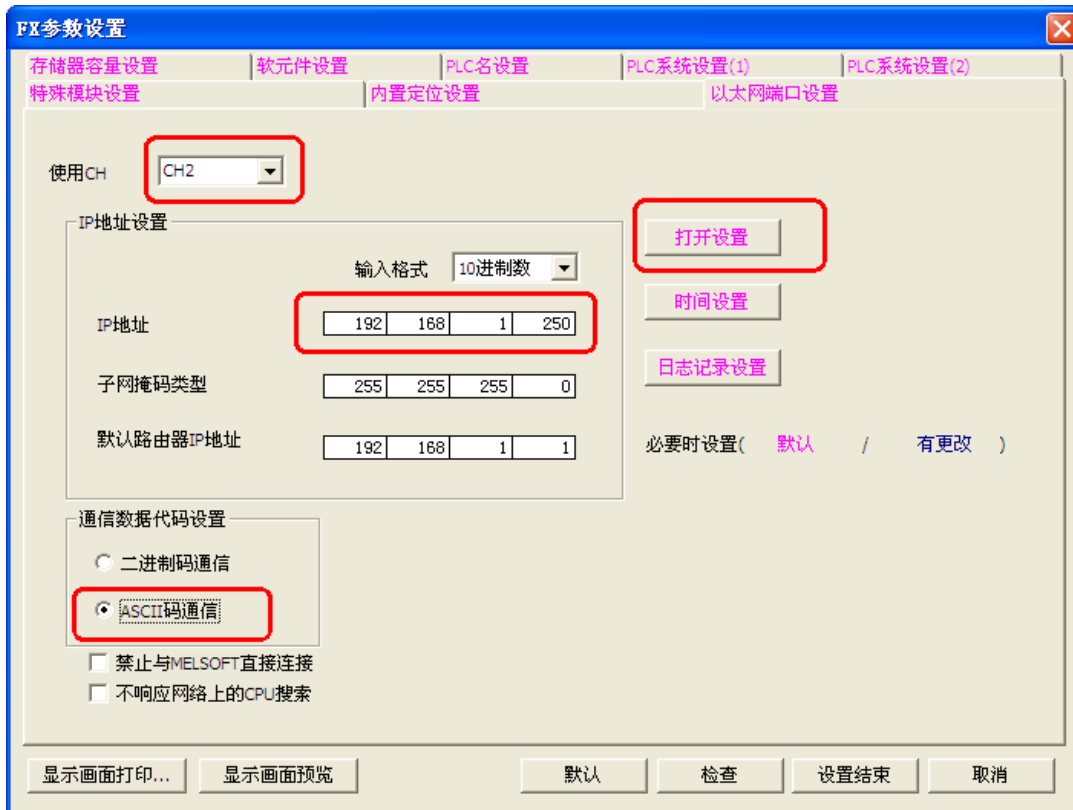 FX参数设置
存储器容量设置 软元件设置 PLC名设置 PLC系统设置(1) PLC系统设置(2)
特殊模块设置 内置定位设置 以太网端口设置
使用CH CH2
IP地址设置
打开设置
输入格式 10进制数
时间设置
IP地址 192 168 1 250
日志记录设置
子网掩码类型 255 255 255 0
默认路由器IP地址 192 168 1 1
必要时设置( 默认 / 有更改 )
通信数据代码设置
二进制码通信
ASCII码通信
禁止与MELSOFT直接连接
不响应网络上的CPU搜索
显示画面打印... 显示画面预览 默认 检查 设置结束 取消